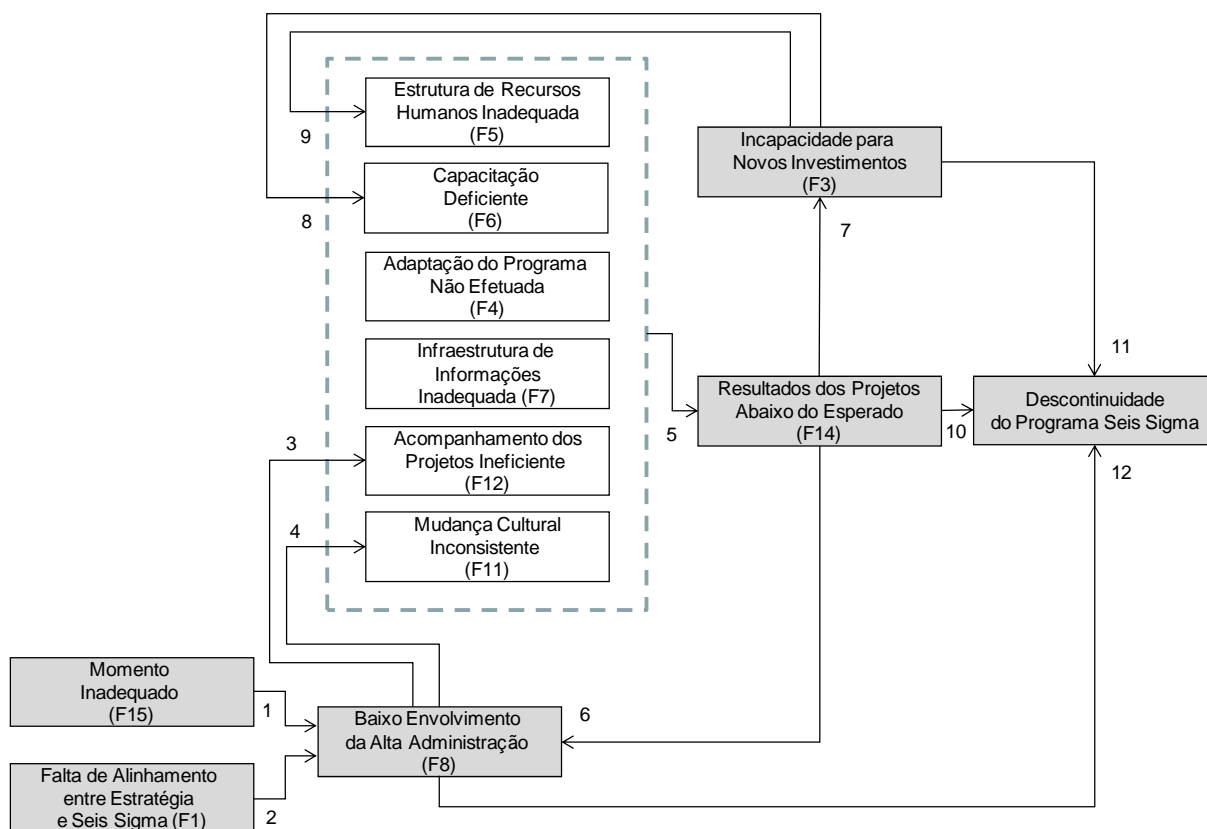 Estrutura de Recursos
Humanos Inadequada
(F5)
9
Capacitação
Deficiente
(F6)
8
Adaptação do Programa
Não Efetuada
(F4)
Infraestrutura de
Informações
Inadequada (F7)
3
Acompanhamento dos
Projetos Ineficiente
(F12)
4
Mudança Cultural
Inconsistente
(F11)
Incapacidade para
Novos Investimentos
(F3)
7
11
5
Resultados dos Projetos
Abaixo do Esperado
(F14)
10
Descontinuidade
do Programa Seis Sigma
12
Momento
Inadequado
(F15)
1
Baixo Envolvimento
da Alta Administração
(F8)
6
Falta de Alinhamento
entre Estratégia
e Seis Sigma (F1)
2